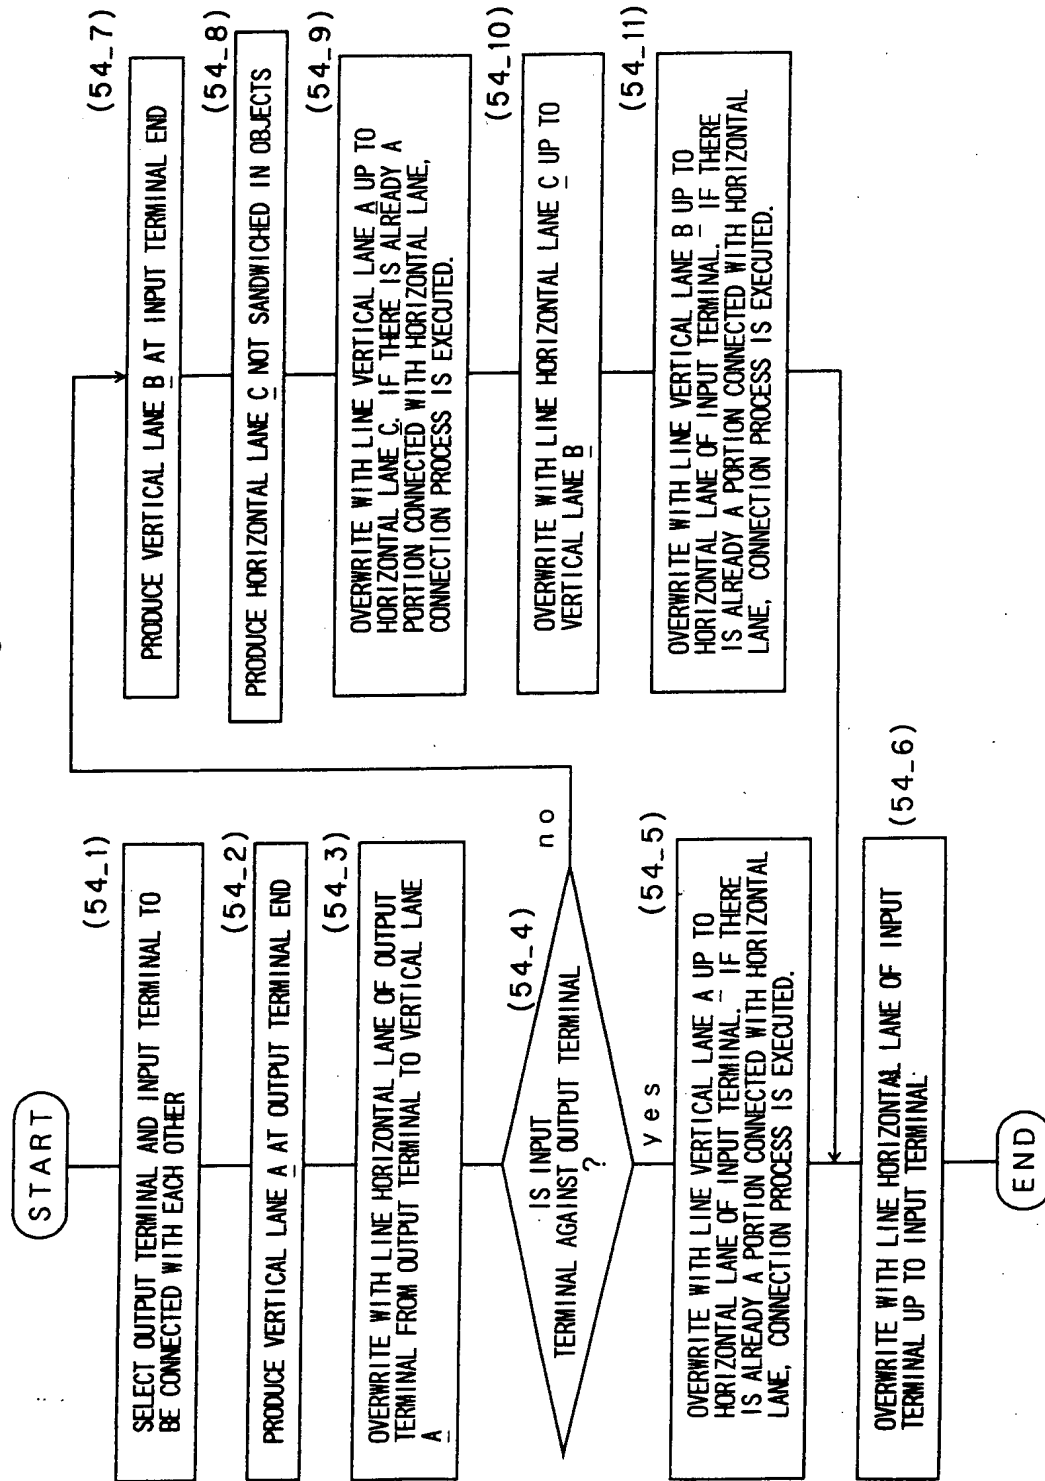 START
(54_1)
SELECT OUTPUT TERMINAL AND INPUT TERMINAL TO
BE CONNECTED WITH EACH OTHER
(54_2)
PRODUCE VERTICAL LANE A AT OUTPUT TERMINAL END
(54_3)
OVERWRITE WITH LINE HORIZONTAL LANE OF OUTPUT
TERMINAL FROM OUTPUT TERMINAL TO VERTICAL LANE
A
(54_4)
IS INPUT
TERMINAL AGAINST OUTPUT TERMINAL
?
no
yes
(54_5)
OVERWRITE WITH LINE VERTICAL LANE A UP TO
HORIZONTAL LANE OF INPUT TERMINAL. IF THERE
IS ALREADY A PORTION CONNECTED WITH HORIZONTAL
LANE, CONNECTION PROCESS IS EXECUTED.
(54_6)
OVERWRITE WITH LINE HORIZONTAL LANE OF INPUT
TERMINAL UP TO INPUT TERMINAL
END
(54_7)
PRODUCE VERTICAL LANE B AT INPUT TERMINAL END
(54_8)
PRODUCE HORIZONTAL LANE C NOT SANDWICHED IN OBJECTS
(54_9)
OVERWRITE WITH LINE VERTICAL LANE A UP TO
HORIZONTAL LANE C. IF THERE IS ALREADY A
PORTION CONNECTED WITH HORIZONTAL LANE,
CONNECTION PROCESS IS EXECUTED.
(54_10)
OVERWRITE WITH LINE HORIZONTAL LANE C UP TO
VERTICAL LANE B
(54_11)
OVERWRITE WITH LINE VERTICAL LANE B UP TO
HORIZONTAL LANE OF INPUT TERMINAL. IF THERE
IS ALREADY A PORTION CONNECTED WITH HORIZONTAL
LANE, CONNECTION PROCESS IS EXECUTED.